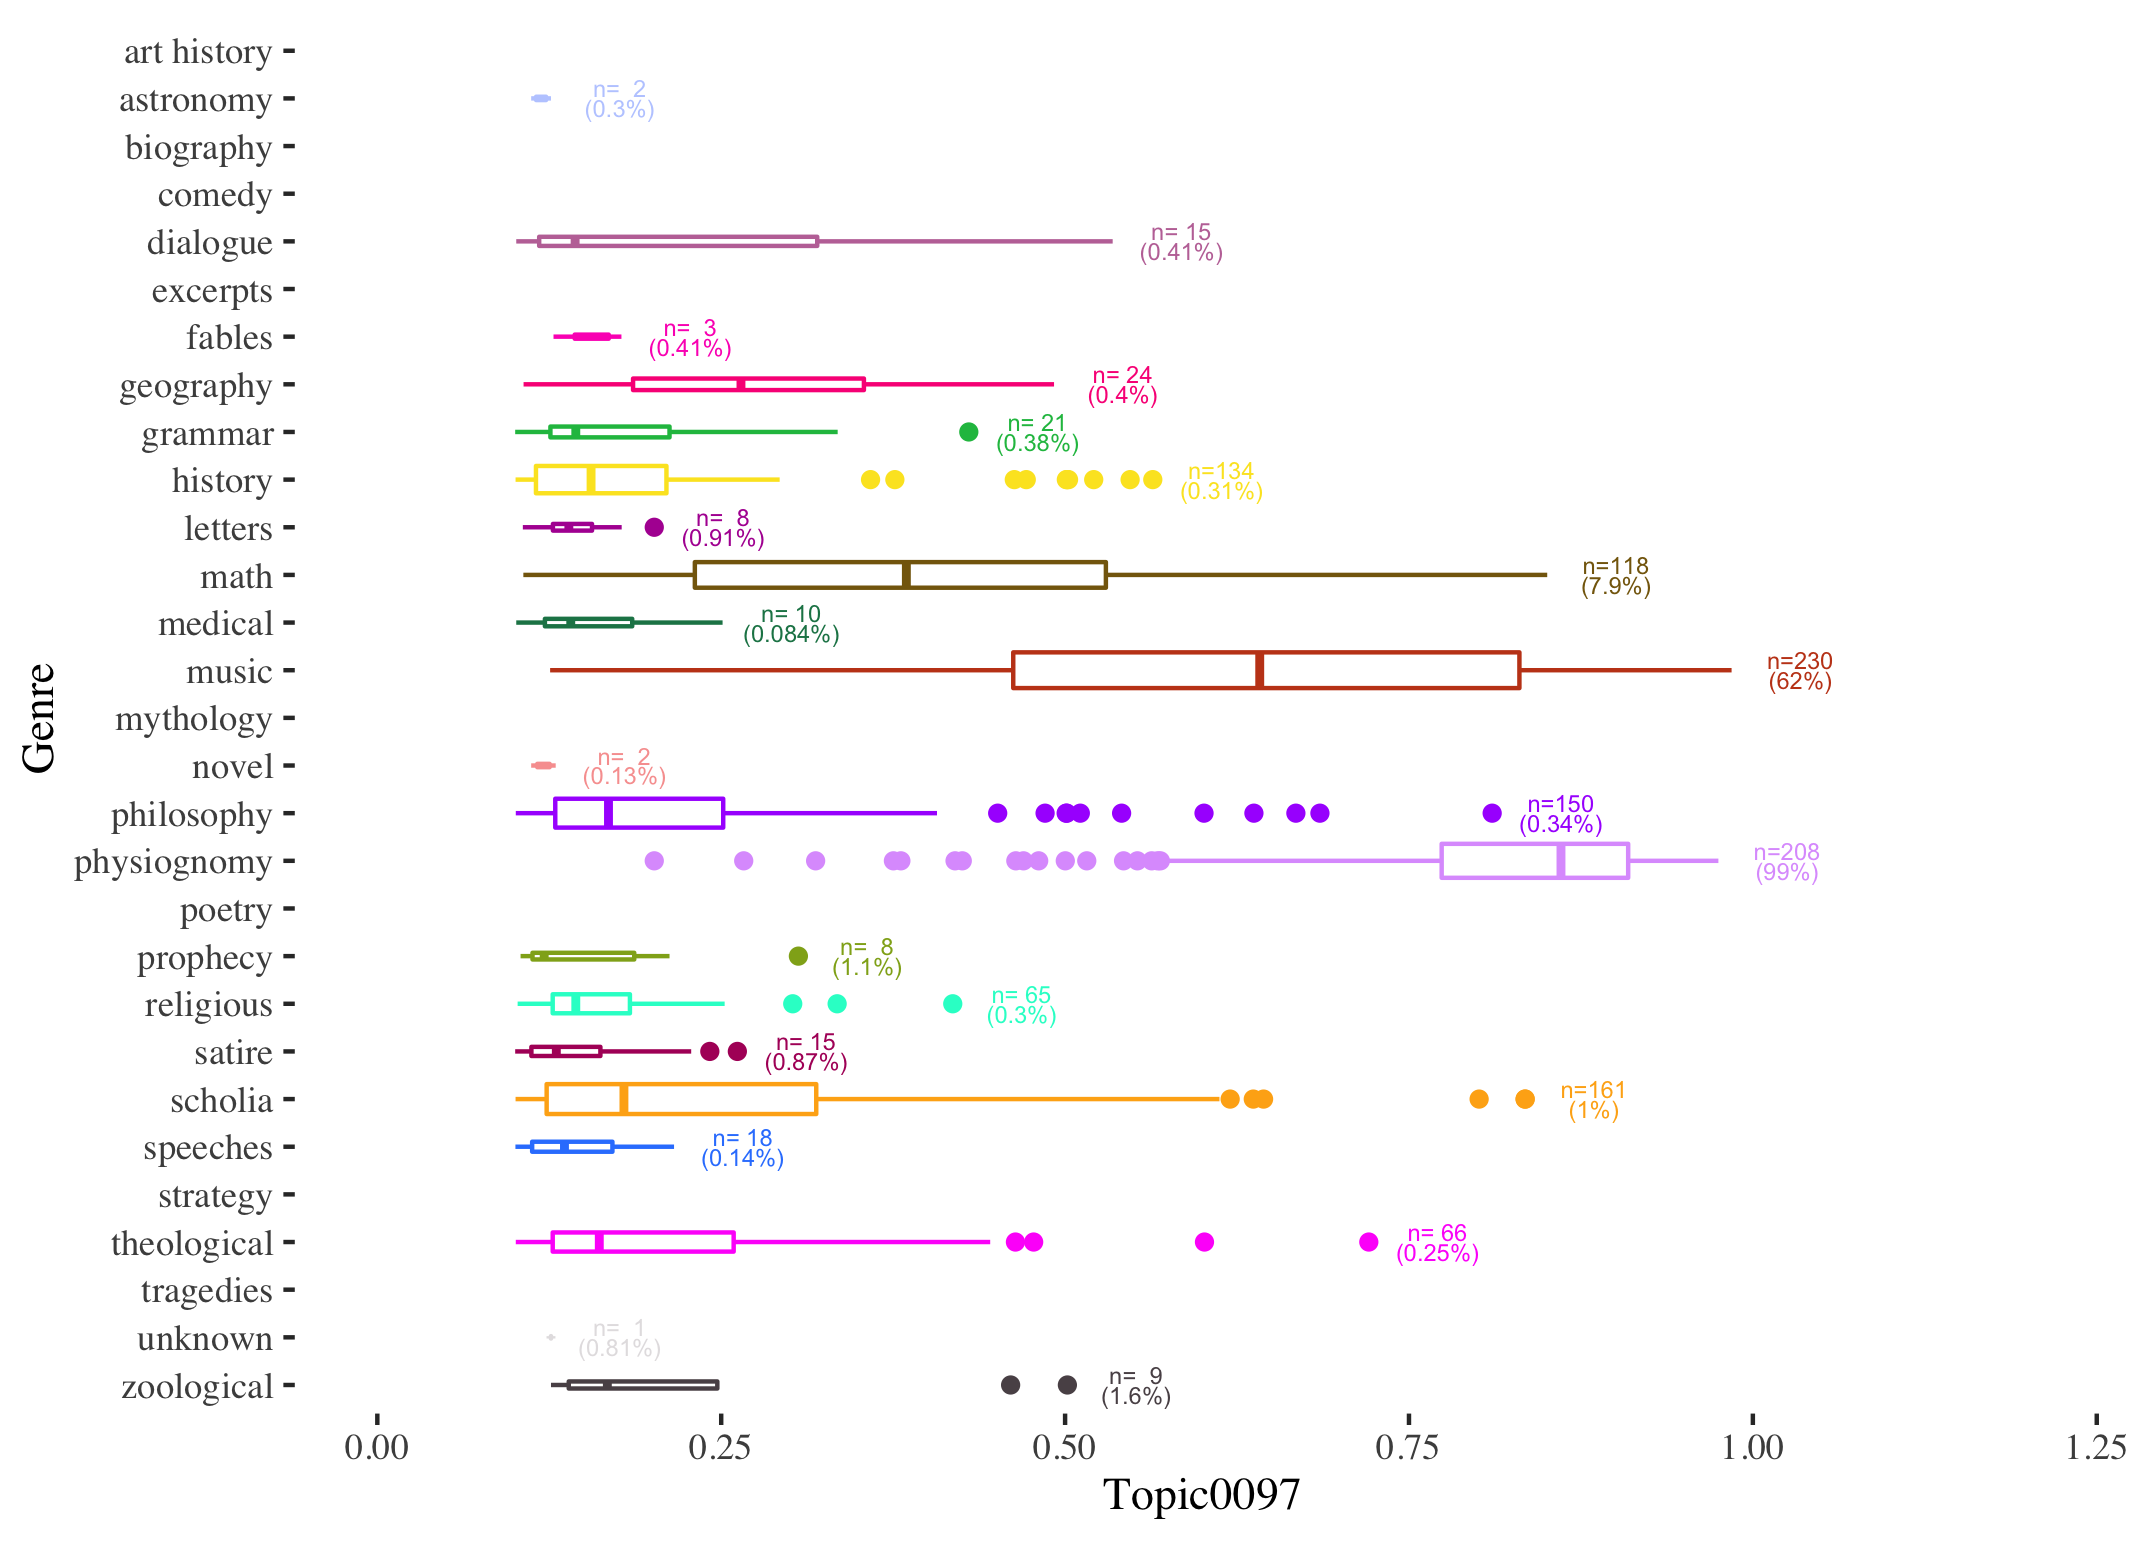 art history
astronomy
n=  2
(0.3%)
biography
comedy
dialogue
n= 15
(0.41%)
excerpts
fables
n=  3
(0.41%)
geography
n= 24
(0.4%)
grammar
n= 21
(0.38%)
history
n=134
(0.31%)
letters
n=  8
(0.91%)
math
n=118
(7.9%)
medical
n= 10
(0.084%)
music
n=230
(62%)
mythology
novel
n=  2
(0.13%)
philosophy
n=150
(0.34%)
physiognomy
n=208
(99%)
poetry
prophecy
n=  8
(1.1%)
religious
n= 65
(0.3%)
satire
n= 15
(0.87%)
scholia
n=161
(1%)
speeches
n= 18
(0.14%)
strategy
theological
n= 66
(0.25%)
tragedies
unknown
n=  1
(0.81%)
zoological
n=  9
(1.6%)
Genre
0.00 0.25 0.50 0.75 1.00 1.25
Topic0097